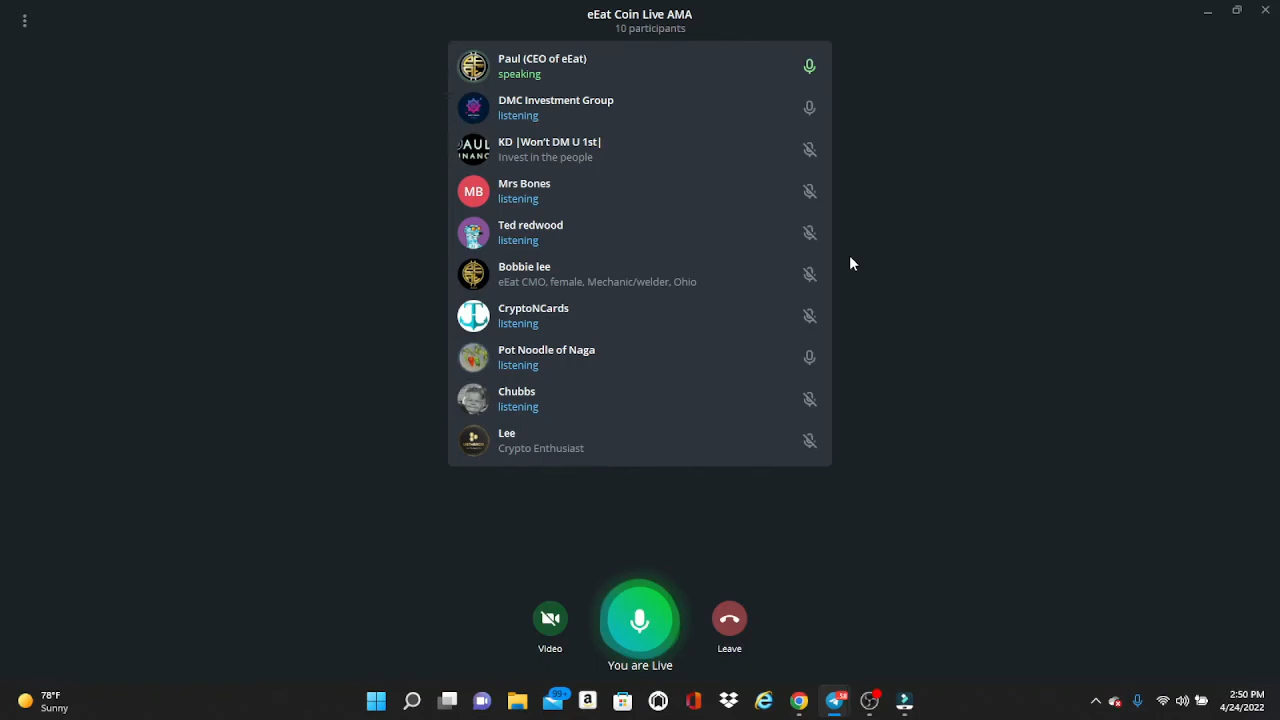 eEat Coin Live AMA
10 participants
Paul (CEO of eEat)
speaking
DMC Investment Group
listening
AUL
INANC
KD |Won't DM U 1st|
Invest in the people
MB
Mrs Bones
listening
Ted redwood
listening
Bobbie lee
eEat CMO, female, Mechanic/welder, Ohio
CryptoNCards
listening
Pot Noodle of Naga
listening
Chubbs
listening
Lee
Crypto Enthusiast
Video
Leave
You are Live
78°F
Sunny
99+
a
2:50 PM
4/24/2022